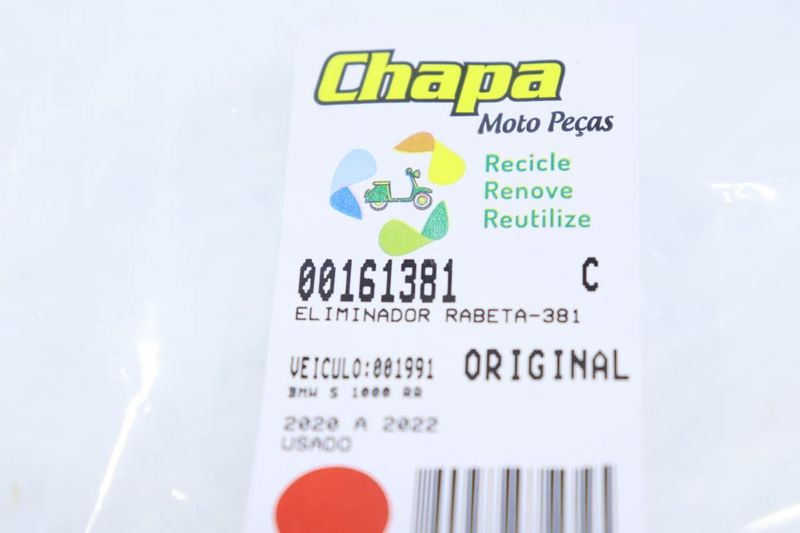 Chapa
Moto Peças
Recicle
Renove
Reutilize
00161381 C
ELIMINADOR RABETA-381
VEICULO:001991 ORIGINAL
BMW S 1000 RR
2020 A 2022
USADO